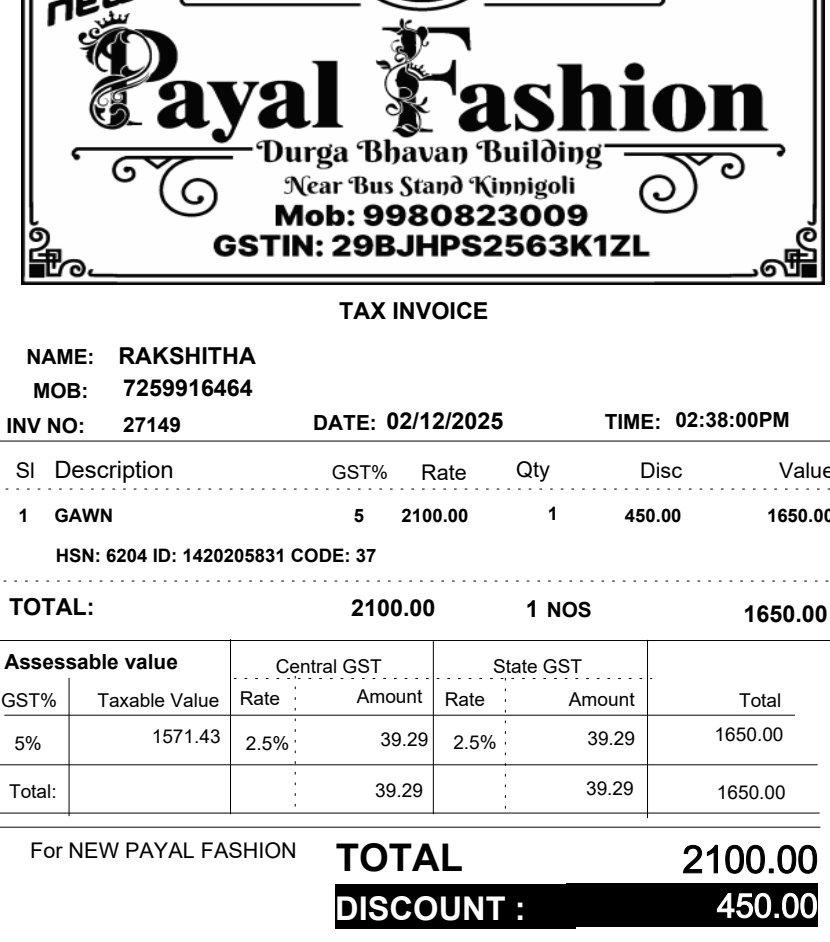 new
Payal Fashion
Durga Bhavan Building
Near Bus Stand Kinnigoli
Mob: 9980823009
GSTIN: 29BJHPS2563K1ZL
TAX INVOICE
NAME: RAKSHITHA
MOB: 7259916464
INV NO: 27149 DATE: 02/12/2025 TIME: 02:38:00PM
Sl Description GST% Rate Qty Disc Value
1 GAWN 5 2100.00 1 450.00 1650.00
HSN: 6204 ID: 1420205831 CODE: 37
TOTAL: 2100.00 1 NOS 1650.00
Assessable value Central GST State GST
GST% Taxable Value Rate Amount Rate Amount Total
5% 1571.43 2.5% 39.29 2.5% 39.29 1650.00
Total: 39.29 39.29 1650.00
For NEW PAYAL FASHION TOTAL 2100.00
DISCOUNT : 450.00